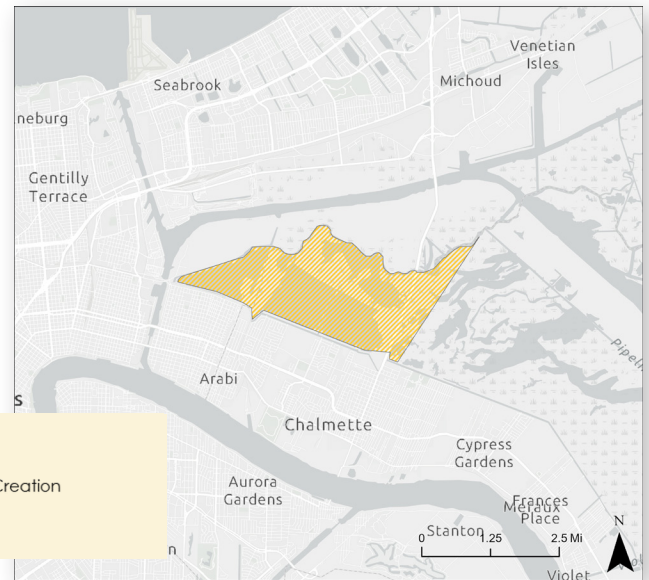 Venetian
Isles
Michoud
Seabrook
neburg
Gentilly
Terrace
Arabi
s
Chalmette
Creation
Cypress
Gardens
Aurora
Gardens
Frances
Meraux
Place
Stanton
n
N
0
1.25
2.5 Mi
Violet